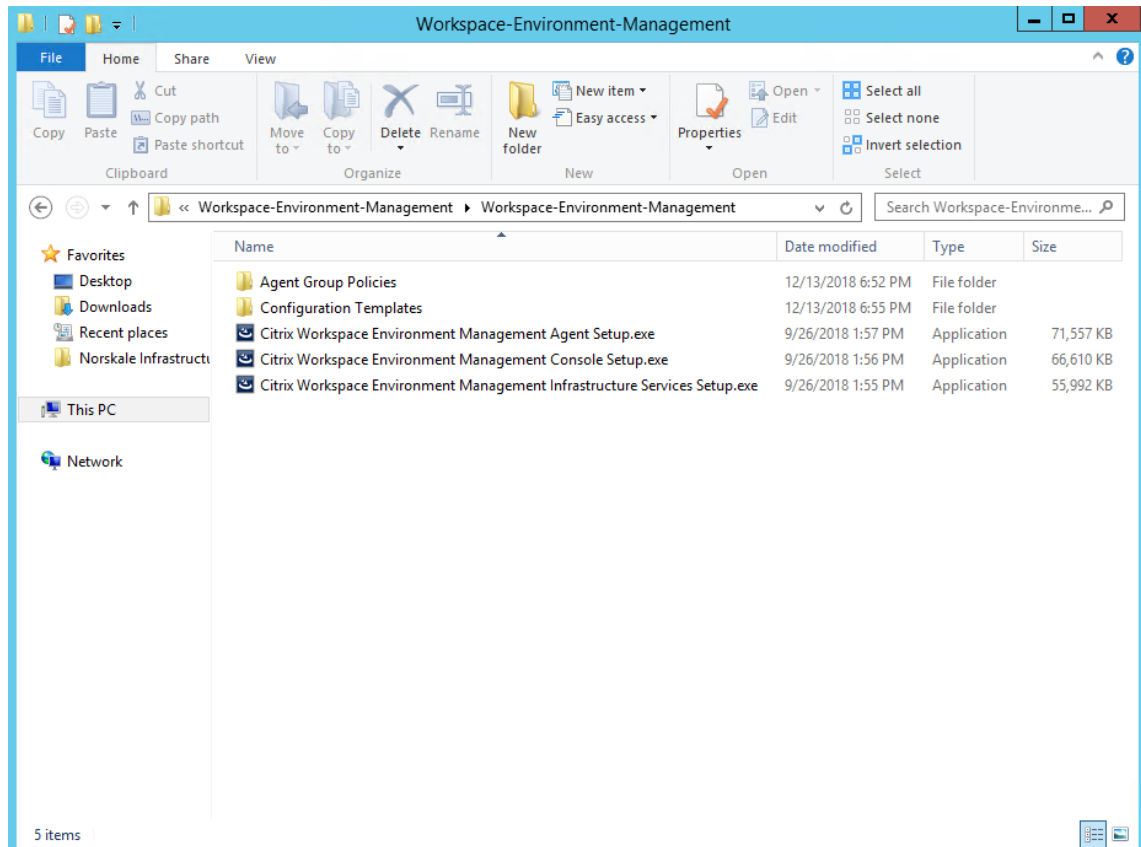 Workspace-Environment-Management
File Home Share View
Copy
Paste
Cut
Copy path
Paste shortcut
Clipboard
Move to
Copy to
Delete
Rename
Organize
New folder
New item
Easy access
New
Properties
Open
Edit
Open
Select all
Select none
Invert selection
Select
« Workspace-Environment-Management Workspace-Environment-Management
Search Workspace-Environme...
Favorites
Desktop
Downloads
Recent places
Norskale Infrastructu
This PC
Network
Name Date modified Type Size
Agent Group Policies 12/13/2018 6:52 PM File folder
Configuration Templates 12/13/2018 6:55 PM File folder
Citrix Workspace Environment Management Agent Setup.exe 9/26/2018 1:57 PM Application 71,557 KB
Citrix Workspace Environment Management Console Setup.exe 9/26/2018 1:56 PM Application 66,610 KB
Citrix Workspace Environment Management Infrastructure Services Setup.exe 9/26/2018 1:55 PM Application 55,992 KB
5 items